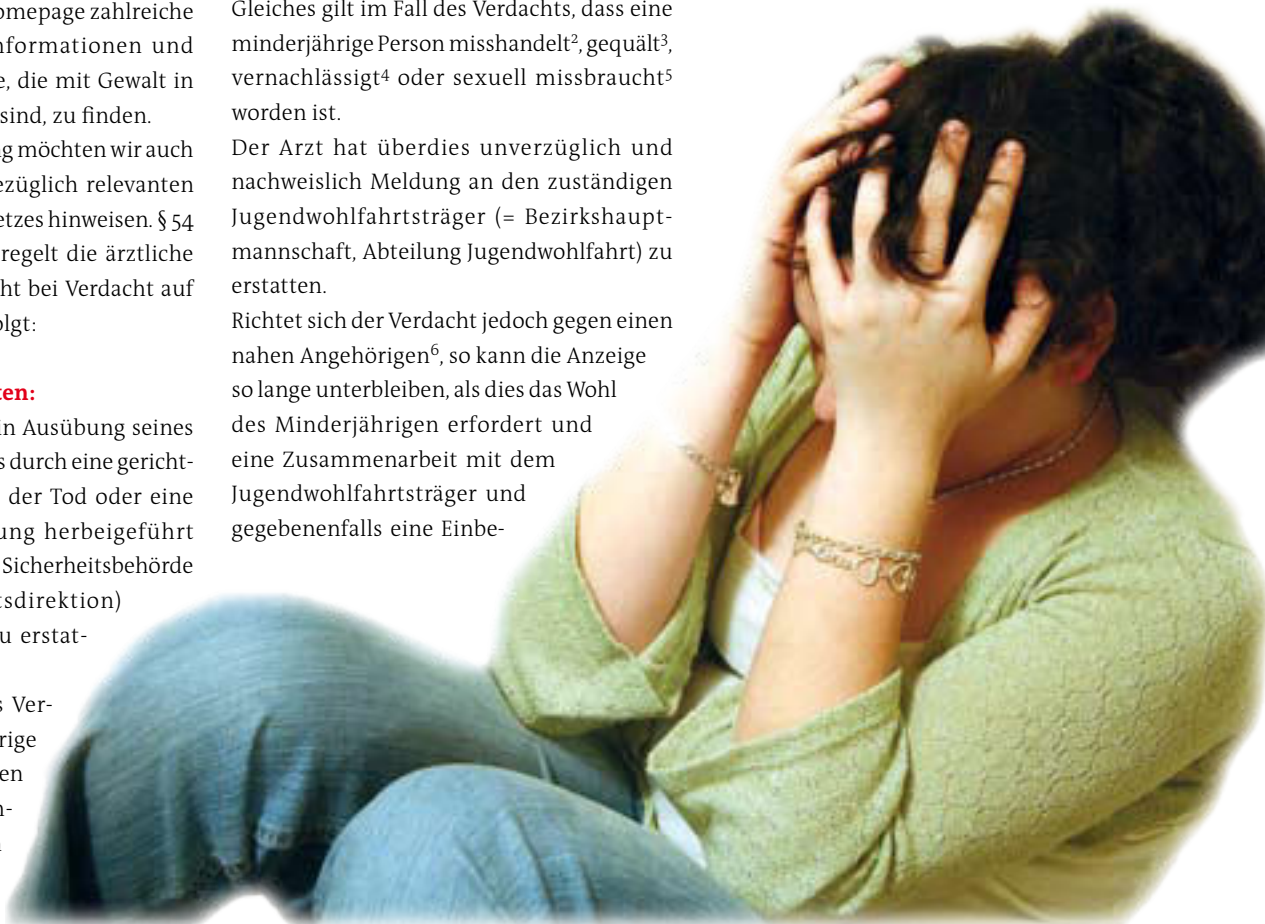 omepage zahlreiche
nformationen und
e, die mit Gewalt in
sind, zu finden.
ng möchten wir auch
ezüglich relevanten
etzes hinweisen. § 54
regelt die ärztliche
ht bei Verdacht auf
olgt:
ten:
in Ausübung seines
s durch eine gericht-
der Tod oder eine
ung herbeigeführt
Sicherheitsbehörde
tsdirektion)
u erstat-
s Ver-
rige
en
n-
Gleiches gilt im Fall des Verdachts, dass eine
minderjährige Person misshandelt², gequält³,
vernachlässigt⁴ oder sexuell missbraucht⁵
worden ist.
Der Arzt hat überdies unverzüglich und
nachweislich Meldung an den zuständigen
Jugendwohlfahrtsträger (= Bezirkshaupt-
mannschaft, Abteilung Jugendwohlfahrt) zu
erstatten.
Richtet sich der Verdacht jedoch gegen einen
nahen Angehörigen⁶, so kann die Anzeige
so lange unterbleiben, als dies das Wohl
des Minderjährigen erfordert und
eine Zusammenarbeit mit dem
Jugendwohlfahrtsträger und
gegebenenfalls eine Einbe-